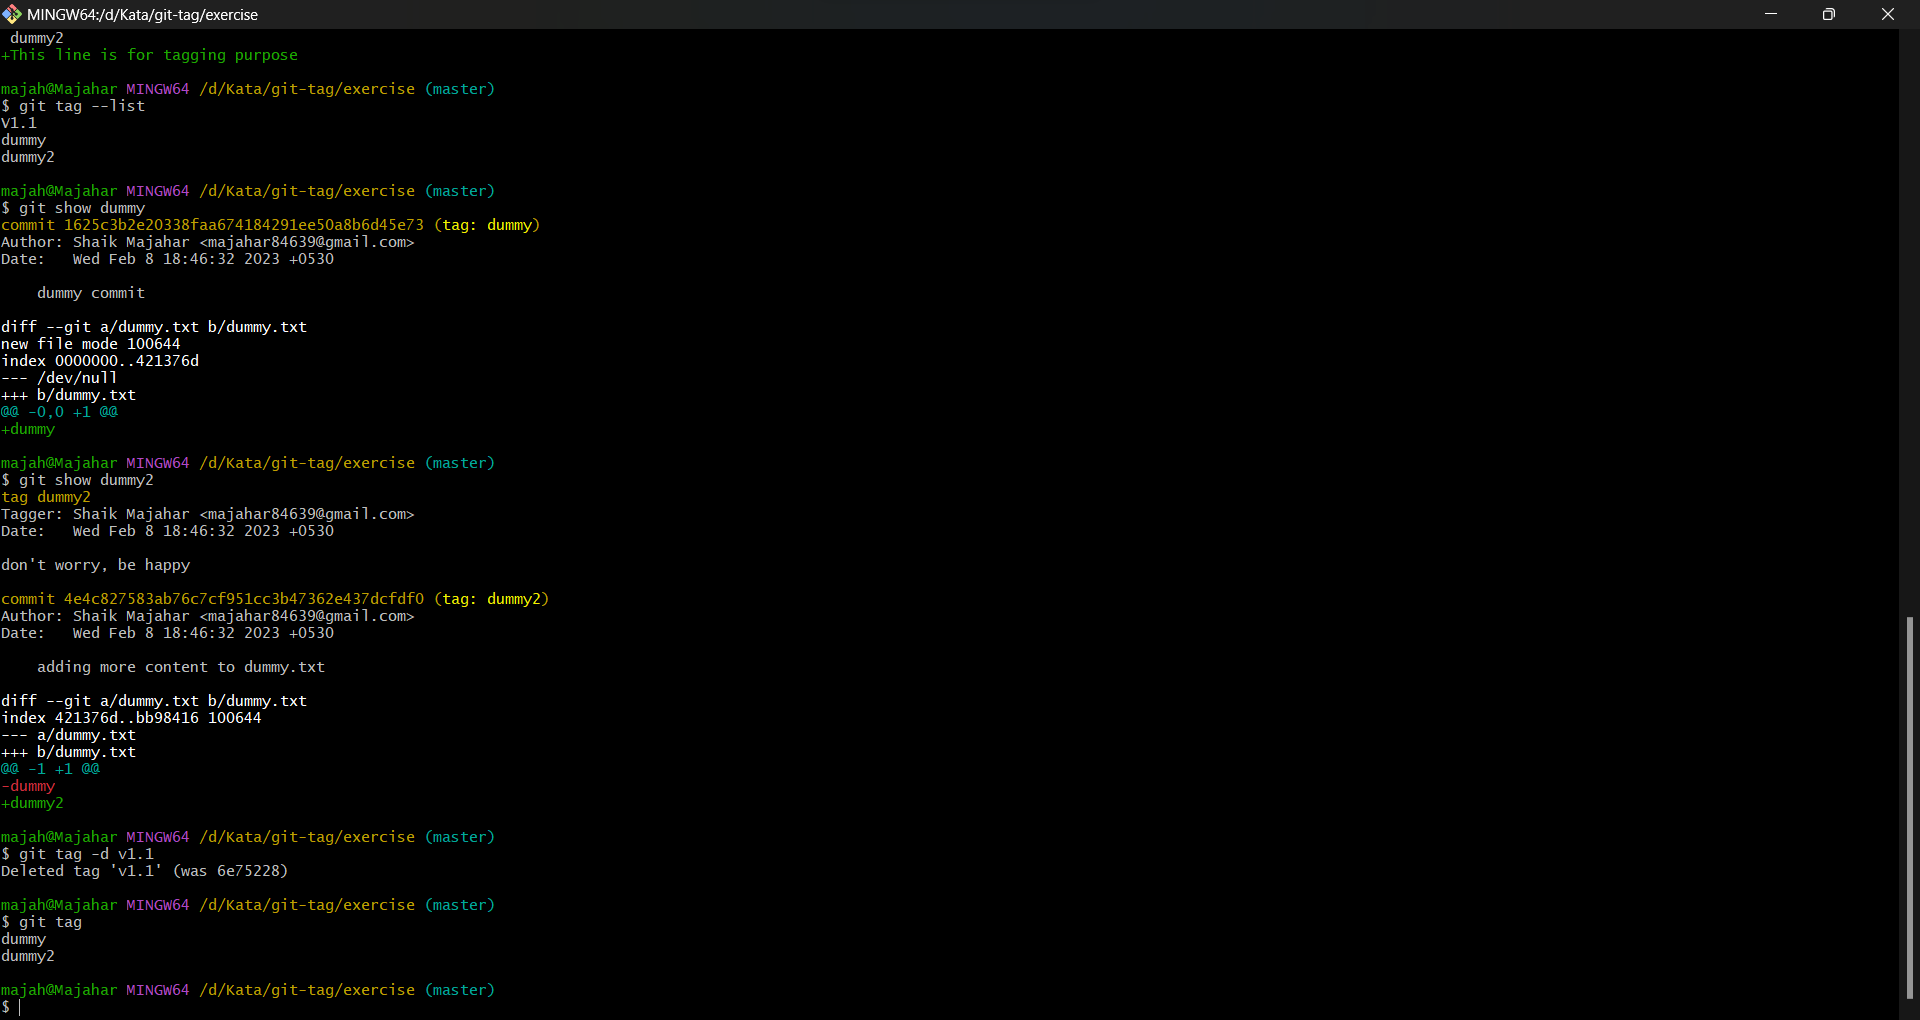 MINGW64:/d/Kata/git-tag/exercise
 dummy2
+This line is for tagging purpose
majah@Majahar MINGW64 /d/Kata/git-tag/exercise (master)
$ git tag --list
V1.1
dummy
dummy2
majah@Majahar MINGW64 /d/Kata/git-tag/exercise (master)
$ git show dummy
commit 1625c3b2e20338faa674184291ee50a8b6d45e73 (tag: dummy)
Author: Shaik Majahar <majahar84639@gmail.com>
Date:   Wed Feb 8 18:46:32 2023 +0530
    dummy commit
diff --git a/dummy.txt b/dummy.txt
new file mode 100644
index 0000000..421376d
--- /dev/null
+++ b/dummy.txt
@@ -0,0 +1 @@
+dummy
majah@Majahar MINGW64 /d/Kata/git-tag/exercise (master)
$ git show dummy2
tag dummy2
Tagger: Shaik Majahar <majahar84639@gmail.com>
Date:   Wed Feb 8 18:46:32 2023 +0530
don't worry, be happy
commit 4e4c827583ab76c7cf951cc3b47362e437dcfdf0 (tag: dummy2)
Author: Shaik Majahar <majahar84639@gmail.com>
Date:   Wed Feb 8 18:46:32 2023 +0530
    adding more content to dummy.txt
diff --git a/dummy.txt b/dummy.txt
index 421376d..bb98416 100644
--- a/dummy.txt
+++ b/dummy.txt
@@ -1 +1 @@
-dummy
+dummy2
majah@Majahar MINGW64 /d/Kata/git-tag/exercise (master)
$ git tag -d v1.1
Deleted tag 'v1.1' (was 6e75228)
majah@Majahar MINGW64 /d/Kata/git-tag/exercise (master)
$ git tag
dummy
dummy2
majah@Majahar MINGW64 /d/Kata/git-tag/exercise (master)
$